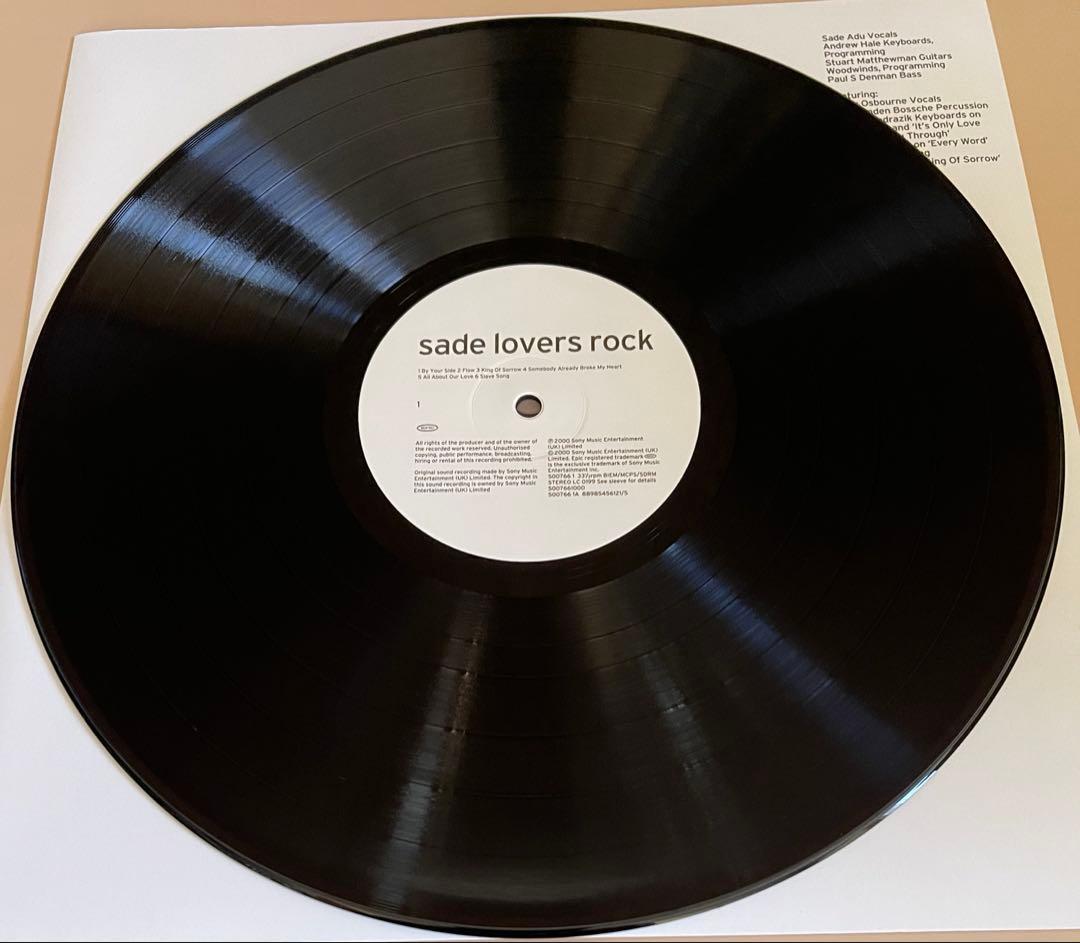 Sade Adu Vocals
Andrew Hale Keyboards,
Programming
Stuart Matthewman Guitars
Woodwinds, Programming
Paul S Denman Bass
turing:
Osbourne Vocals
den Bossche Percussion
drazik Keyboards on
and 'It's Only Love
Through'
on 'Every Word'
ing Of Sorrow'
sade lovers rock
1 By Your Side 2 Flow 3 King Of Sorrow 4 Somebody Already Broke My Heart
5 All About Our Love 6 Slave Song
1
All rights of the producer and of the owner of
the recorded work reserved. Unauthorised
copying, public performance, broadcasting,
hiring or rental of this recording prohibited.
Original sound recording made by Sony Music
Entertainment (UK) Limited. The copyright in
this sound recording is owned by Sony Music
Entertainment (UK) Limited
℗ 2000 Sony Music Entertainment
(UK) Limited
© 2000 Sony Music Entertainment (UK)
Limited. Epic registered trademark
is the exclusive trademark of Sony Music
Entertainment Inc.
500766 1 33⅓rpm BIEM/MCPS/SDRM
STEREO LC 0199 See sleeve for details
5007661000
500766 1A 88985456121/S